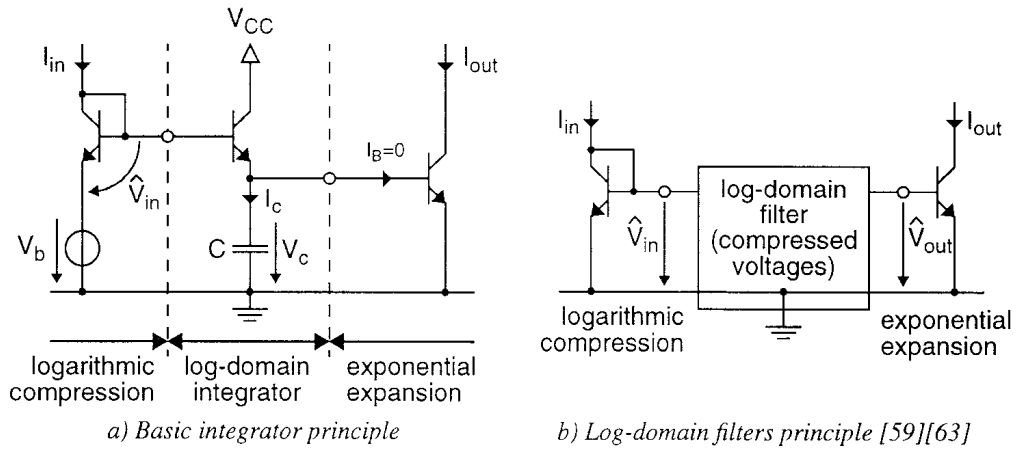 V_CC
I_in
I_out
I_B=0
V̂_in
I_c
V_b
C
V_c
logarithmic
compression
log-domain
integrator
exponential
expansion
a) Basic integrator principle
I_in
I_out
log-domain
filter
(compressed
voltages)
V̂_in
V̂_out
logarithmic
compression
exponential
expansion
b) Log-domain filters principle [59][63]